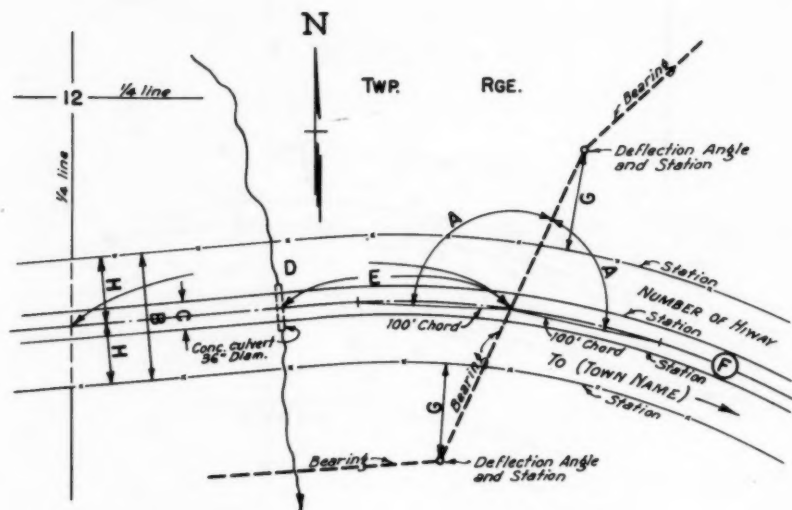 N
TWP. RGE.
Bearing
12 1/4 line
1/4 line
Deflection Angle
and Station
G
A
A
D
E
H
B
C
H
Station
Station
NUMBER OF HIWAY
100' Chord
100' Chord
Station
F
TO (TOWN NAME)
Station
Conc. culvert
36" Diam.
Bearing
G
Bearing
Deflection Angle
and Station